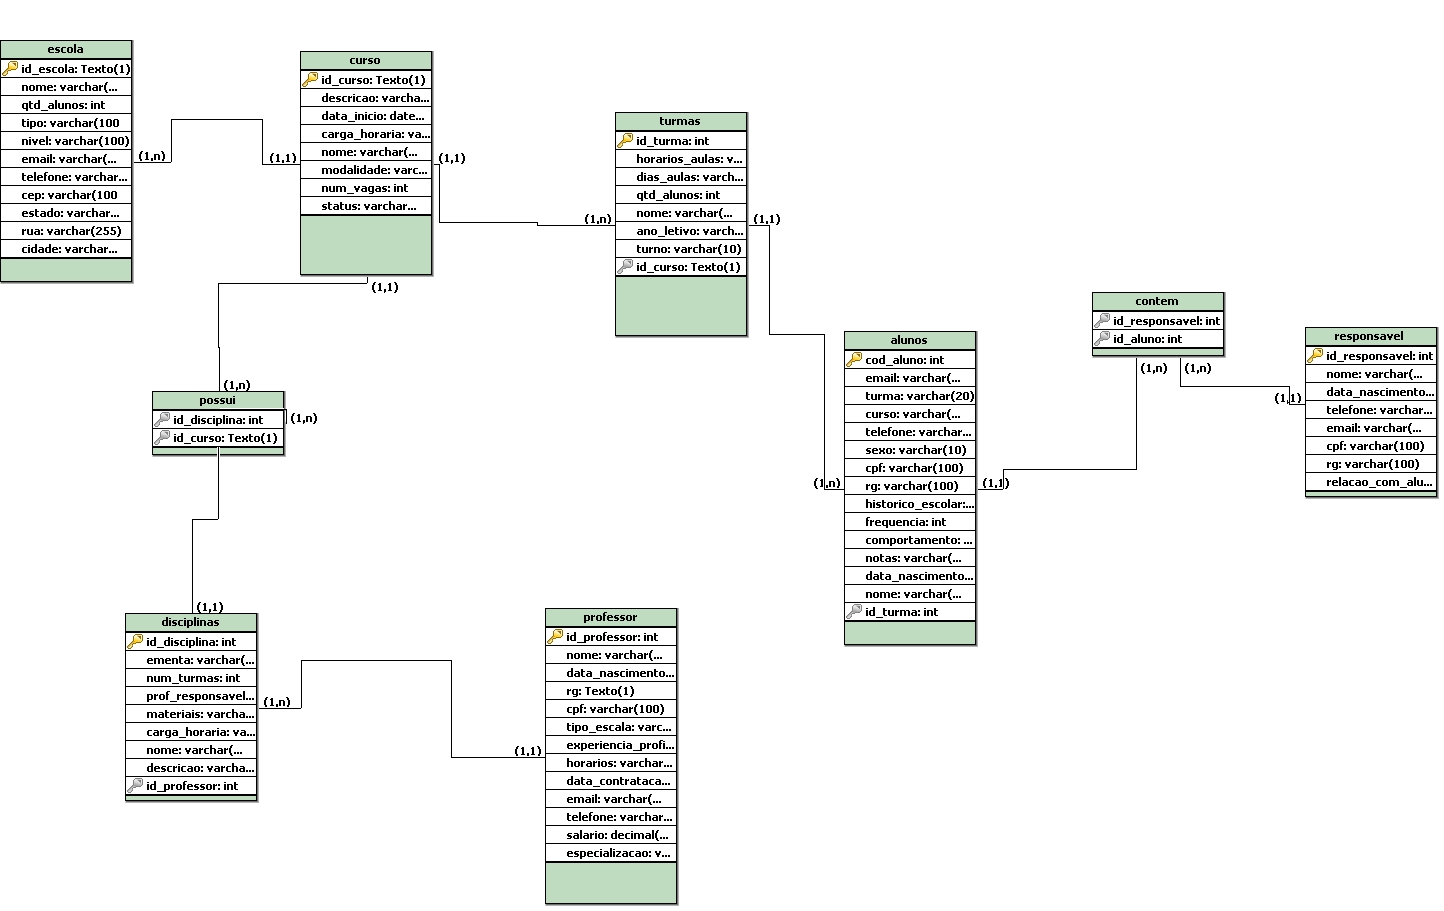 escola
id_escola: Texto(1)
nome: varchar(...
qtd_alunos: int
tipo: varchar(100
nivel: varchar(100)
email: varchar(...
telefone: varchar...
cep: varchar(100
estado: varchar...
rua: varchar(255)
cidade: varchar...
(1,n)
(1,1)
curso
id_curso: Texto(1)
descricao: varcha...
data_inicio: date...
carga_horaria: va...
nome: varchar(...
modalidade: varc...
num_vagas: int
status: varchar...
(1,1)
(1,n)
(1,1)
turmas
id_turma: int
horarios_aulas: v...
dias_aulas: varch...
qtd_alunos: int
nome: varchar(...
ano_letivo: varch...
turno: varchar(10)
id_curso: Texto(1)
(1,1)
(1,n)
alunos
cod_aluno: int
email: varchar(...
turma: varchar(20)
curso: varchar(...
telefone: varchar...
sexo: varchar(10)
cpf: varchar(100)
rg: varchar(100)
historico_escolar:...
frequencia: int
comportamento: ...
notas: varchar(...
data_nascimento...
nome: varchar(...
id_turma: int
(1,1)
contem
id_responsavel: int
id_aluno: int
(1,n)
(1,n)
(1,1)
responsavel
id_responsavel: int
nome: varchar(...
data_nascimento...
telefone: varchar...
email: varchar(...
cpf: varchar(100)
rg: varchar(100)
relacao_com_alu...
(1,n)
possui
id_disciplina: int
id_curso: Texto(1)
(1,n)
(1,1)
disciplinas
id_disciplina: int
ementa: varchar(...
num_turmas: int
prof_responsavel...
materiais: varcha...
carga_horaria: va...
nome: varchar(...
descricao: varcha...
id_professor: int
(1,n)
(1,1)
professor
id_professor: int
nome: varchar(...
data_nascimento...
rg: Texto(1)
cpf: varchar(100)
tipo_escala: varc...
experiencia_profi...
horarios: varchar...
data_contrataca...
email: varchar(...
telefone: varchar...
salario: decimal(...
especializacao: v...